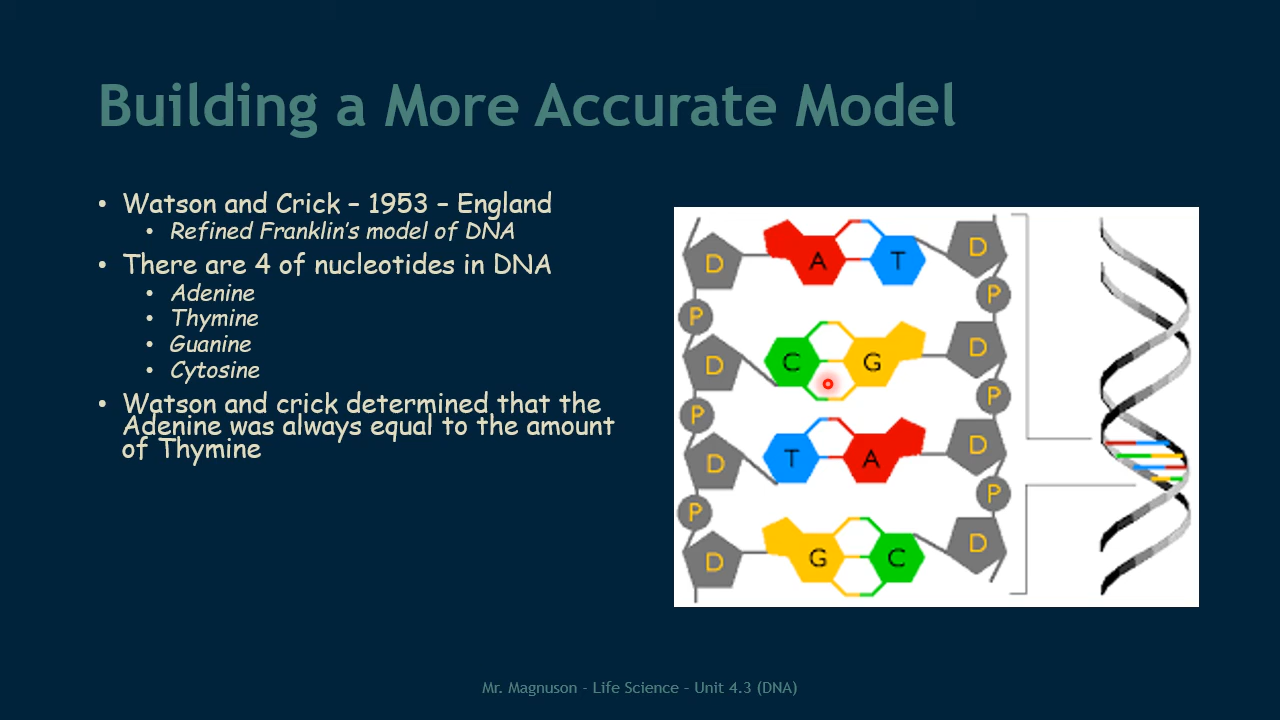 Building a More Accurate Model
• Watson and Crick – 1953 – England
• Refined Franklin's model of DNA
• There are 4 of nucleotides in DNA
• Adenine
• Thymine
• Guanine
• Cytosine
• Watson and crick determined that the
Adenine was always equal to the amount
of Thymine
D A T D
P P
D C G D
P P
D T A D
P P
D G C D
Mr. Magnuson - Life Science - Unit 4.3 (DNA)